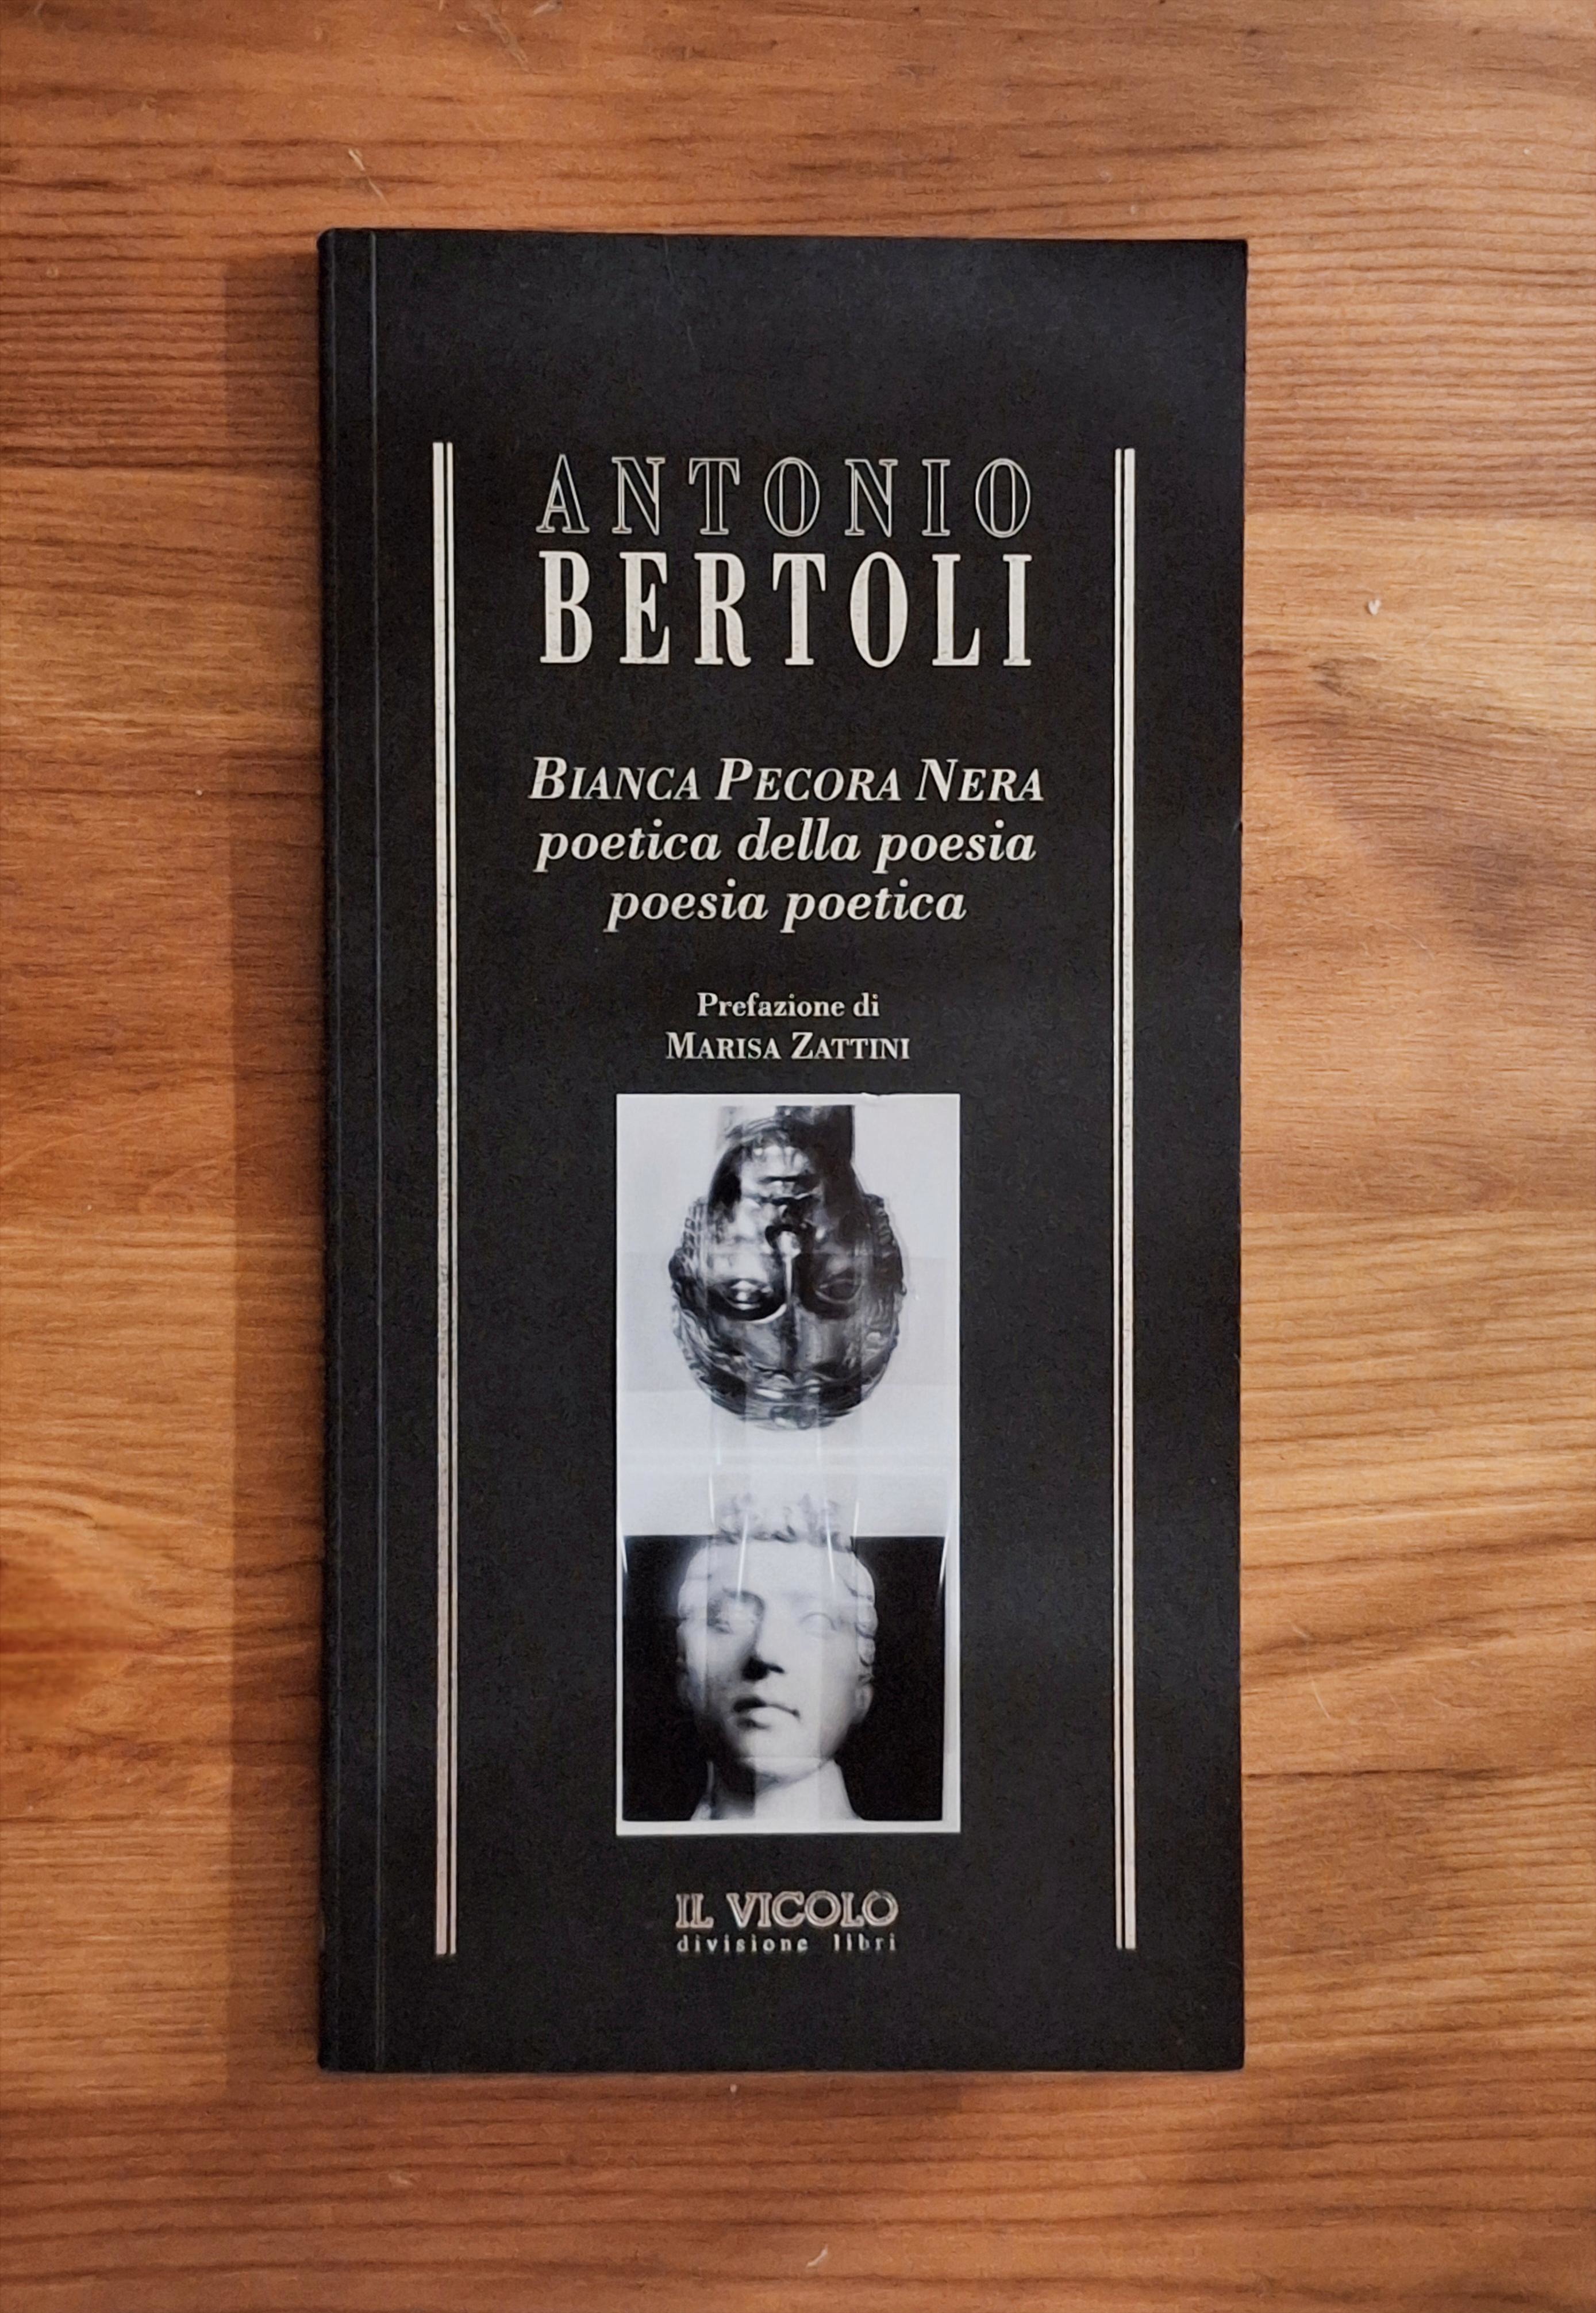 ANTONIO
BERTOLI
BIANCA PECORA NERA
poetica della poesia
poesia poetica
Prefazione di
MARISA ZATTINI
IL VICOLO
divisione libri